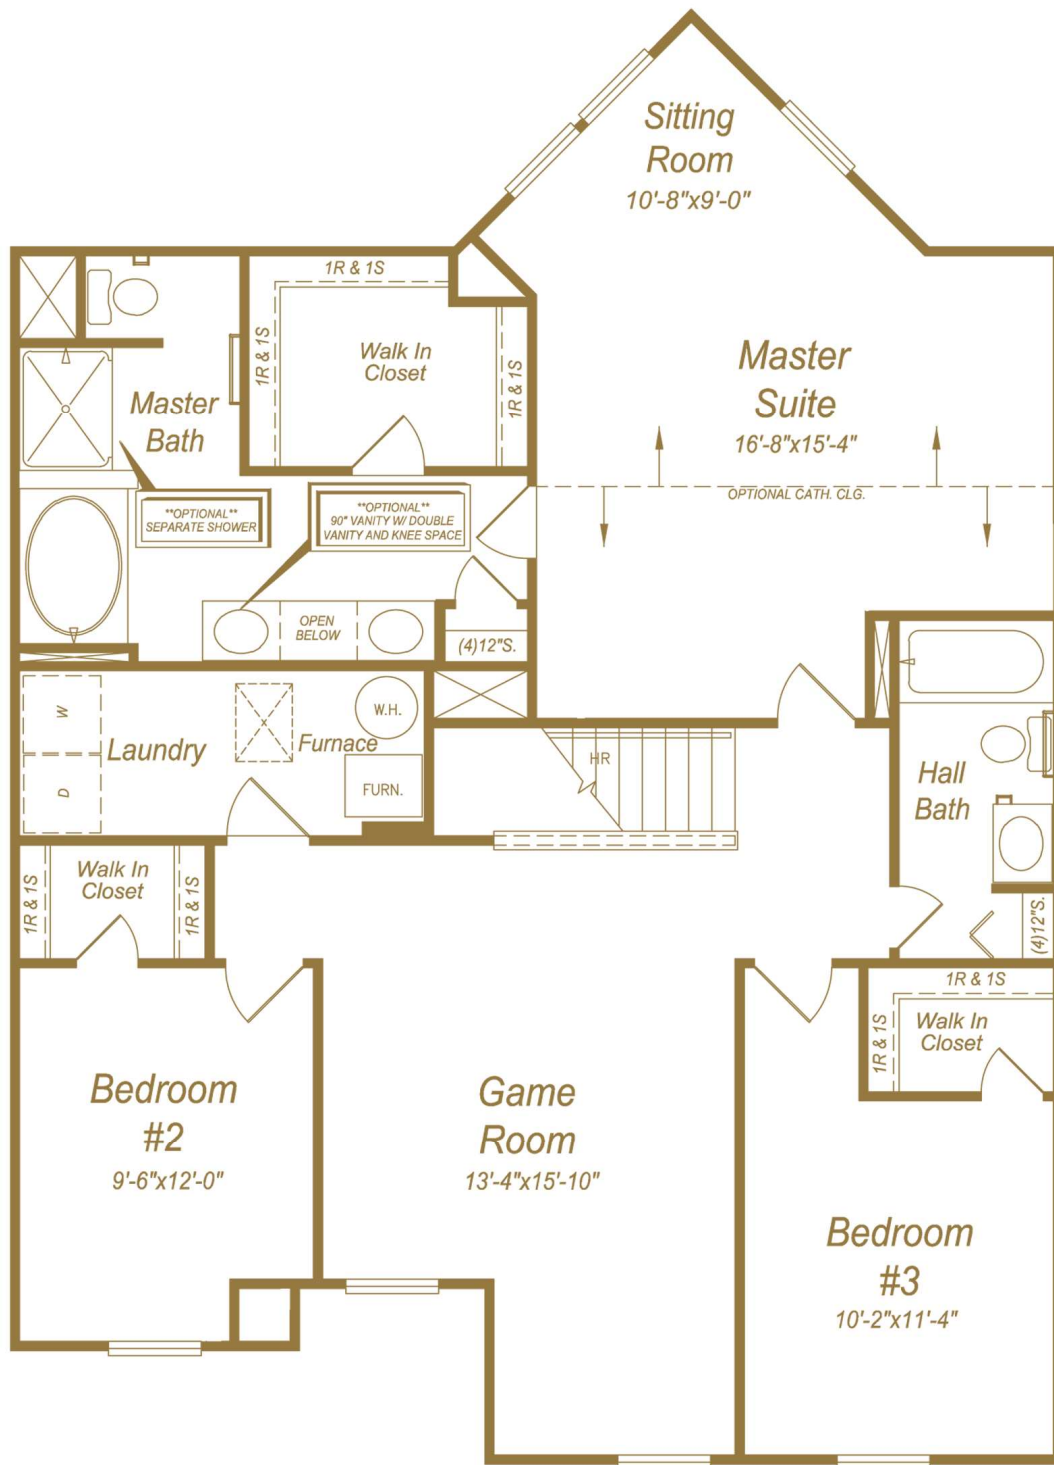 Sitting
Room
10'-8"x9'-0"
1R & 1S
1R & 1S
Walk In
Closet
1R & 1S
Master
Suite
16'-8"x15'-4"
OPTIONAL CATH. CLG.
Master
Bath
**OPTIONAL**
SEPARATE SHOWER
**OPTIONAL**
90" VANITY W/ DOUBLE
VANITY AND KNEE SPACE
OPEN
BELOW
(4)12"S.
W
D
Laundry
Furnace
W.H.
FURN.
HR
Hall
Bath
(4)12"S.
1R & 1S
Walk In
Closet
1R & 1S
1R & 1S
1R & 1S
Walk In
Closet
Bedroom
#2
9'-6"x12'-0"
Game
Room
13'-4"x15'-10"
Bedroom
#3
10'-2"x11'-4"